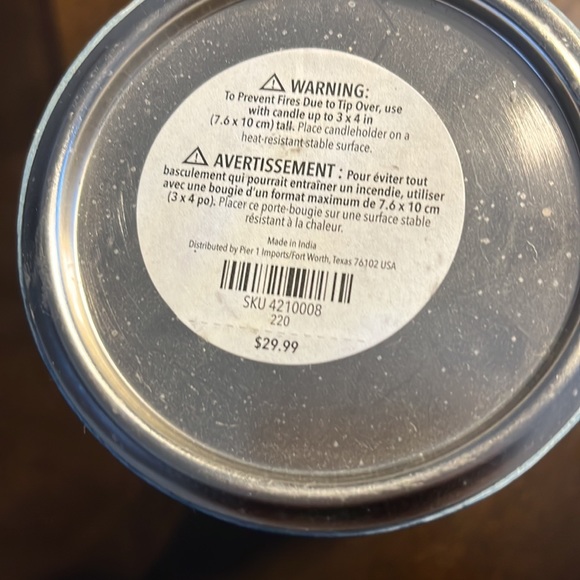 ⚠ WARNING:
To Prevent Fires Due to Tip Over, use
with candle up to 3 x 4 in
(7.6 x 10 cm) tall. Place candleholder on a
heat-resistant stable surface.
⚠ AVERTISSEMENT : Pour éviter tout
basculement qui pourrait entraîner un incendie, utiliser
avec une bougie d'un format maximum de 7.6 x 10 cm
(3 x 4 po). Placer ce porte-bougie sur une surface stable
résistant à la chaleur.
Made in India
Distributed by Pier 1 Imports/Fort Worth, Texas 76102 USA
SKU 4210008
220
$29.99